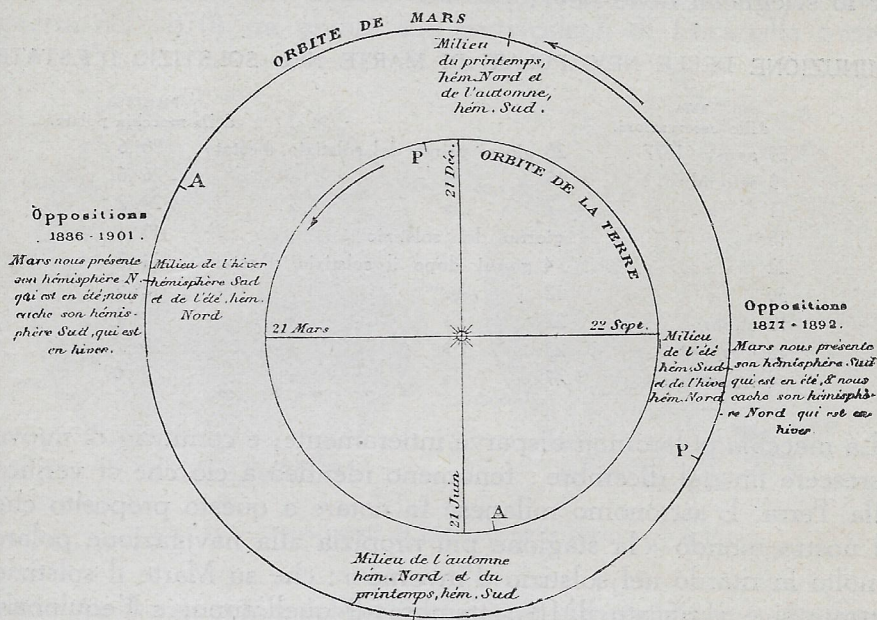 ORBITE DE MARS
Milieu
du printemps,
hém. Nord et
de l'automne,
hém. Sud.
P
21 Déc.
ORBITE DE LA TERRE
A
Oppositions
1886 - 1901.
Mars nous présente
son hémisphère N.
qui est en été; nous
cache son hémis-
phère Sud, qui est
en hiver.
Milieu de l'hiver
hémisphère Sud
et de l'été, hém.
Nord
21 Mars
22 Sept.
Milieu
de l'été
hém. Sud
et de l'hive
hém. Nord
Oppositions
1877 - 1892.
Mars nous présente
son hémisphère Sud
qui est en été, & nous
cache son hémisphè-
re Nord qui est en
hiver
P
21 Juin
A
Milieu de l'automne
hém. Nord et du
printemps, hém. Sud